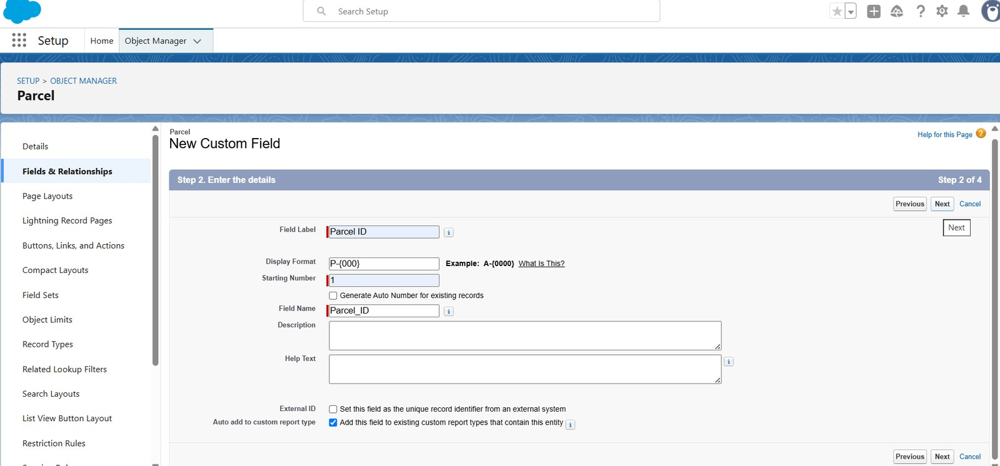 Search Setup
Setup
Home
Object Manager
SETUP > OBJECT MANAGER
Parcel
Details
Fields & Relationships
Page Layouts
Lightning Record Pages
Buttons, Links, and Actions
Compact Layouts
Field Sets
Object Limits
Record Types
Related Lookup Filters
Search Layouts
List View Button Layout
Restriction Rules
Parcel
New Custom Field
Help for this Page
Step 2. Enter the details Step 2 of 4
Previous Next Cancel
Next
Field Label Parcel ID
Display Format P-{000} Example: A-{0000} What Is This?
Starting Number 1
Generate Auto Number for existing records
Field Name Parcel_ID
Description
Help Text
External ID Set this field as the unique record identifier from an external system
Auto add to custom report type Add this field to existing custom report types that contain this entity
Previous Next Cancel